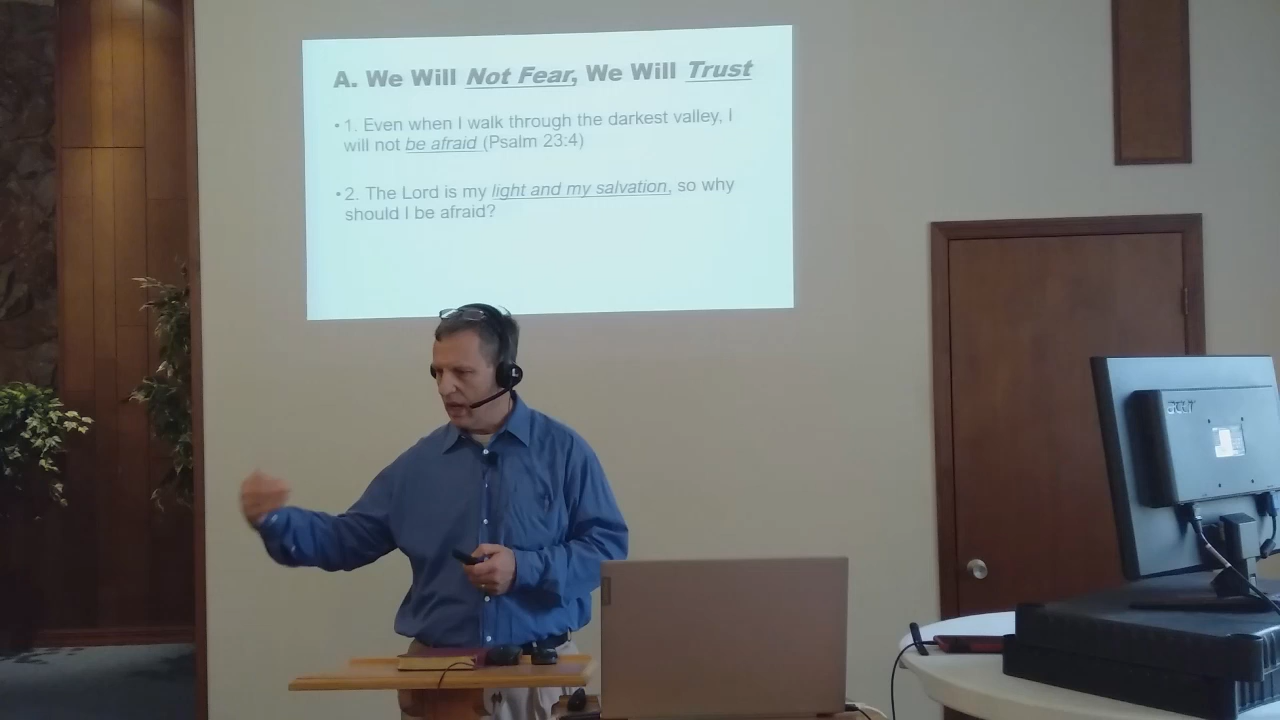 A. We Will Not Fear, We Will Trust
• 1. Even when I walk through the darkest valley, I
will not be afraid (Psalm 23:4)
• 2. The Lord is my light and my salvation, so why
should I be afraid?
acer